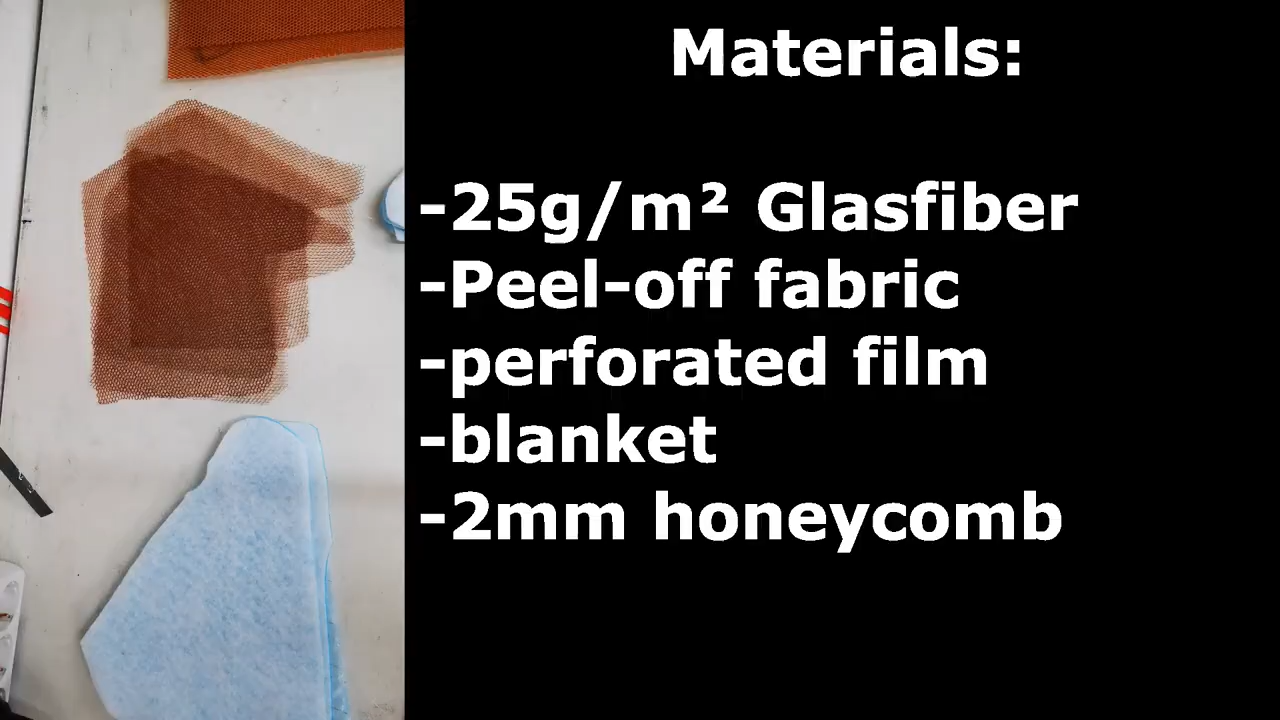 Materials:
-25g/m² Glasfiber
-Peel-off fabric
-perforated film
-blanket
-2mm honeycomb